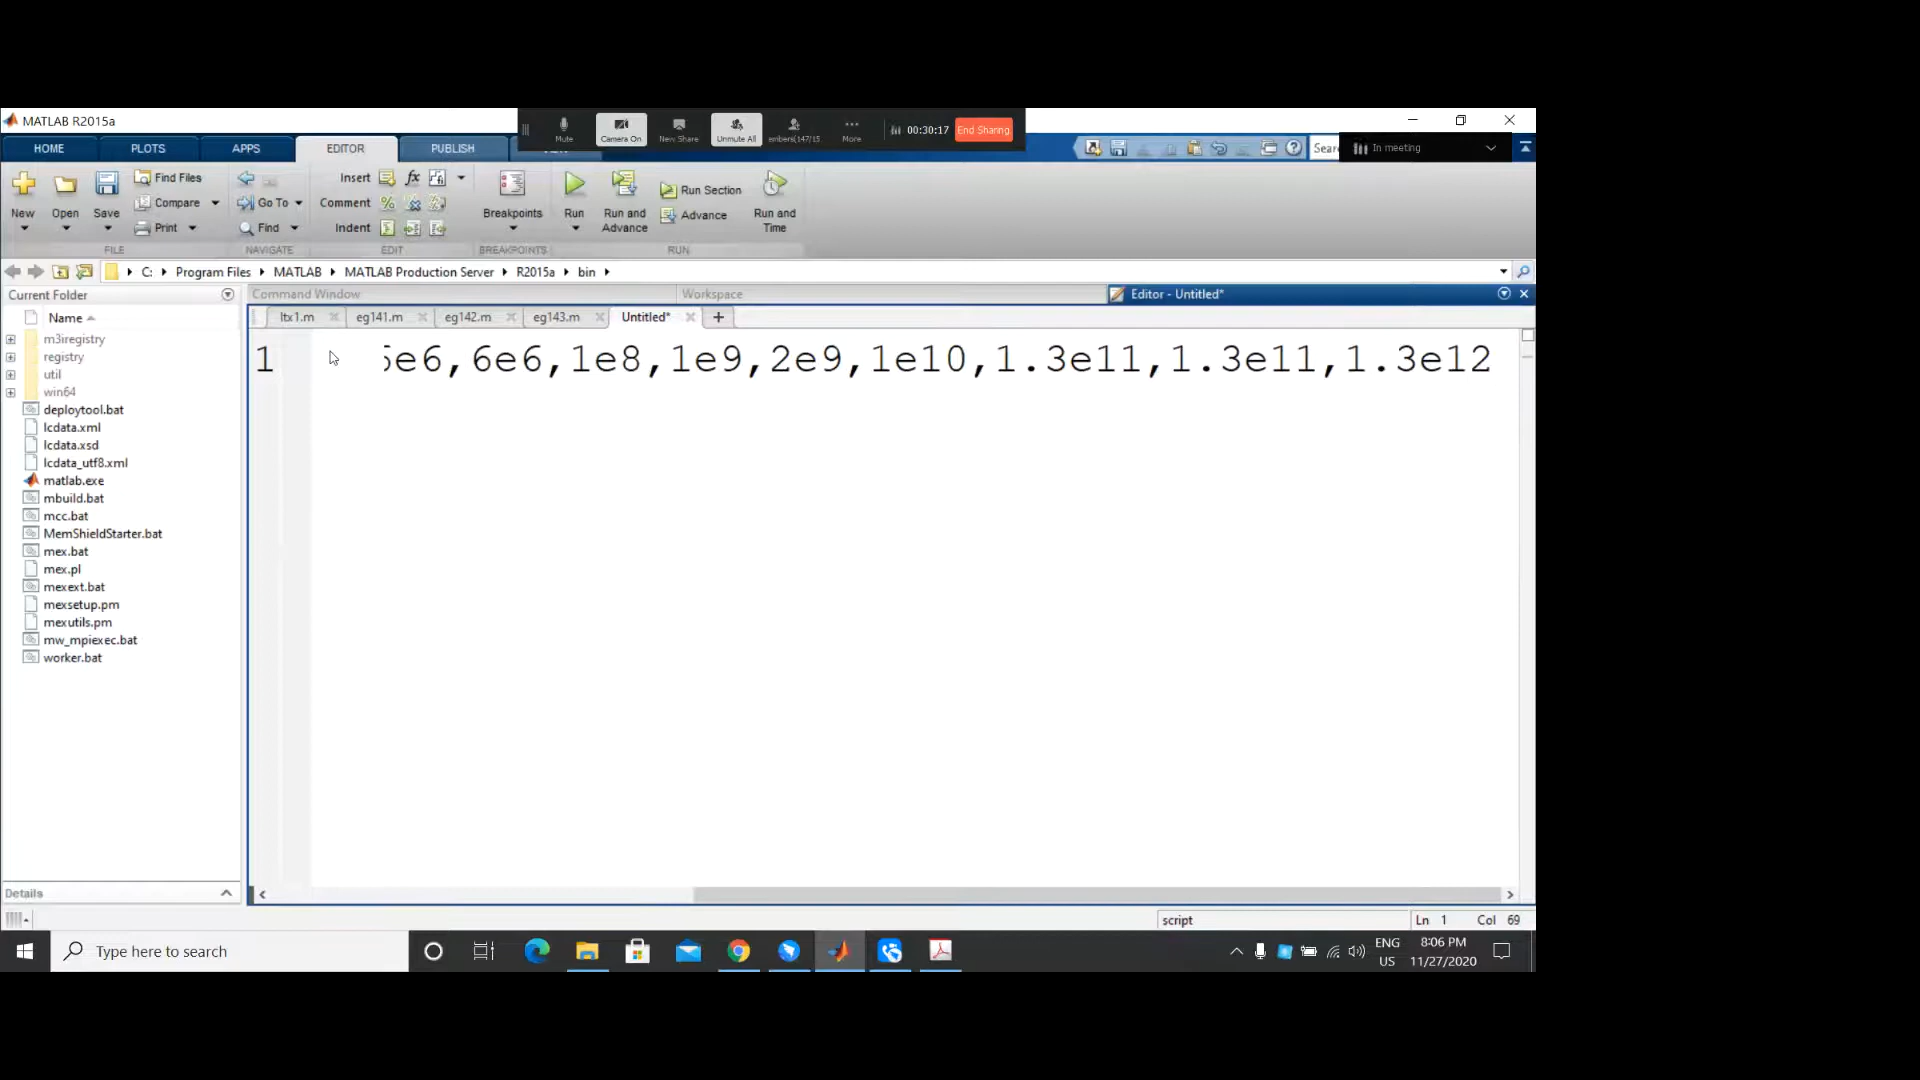 MATLAB R2015a
Mute
Camera On
New Share
Unmute All
embers(147/15
More
00:30:17
End Sharing
HOME
PLOTS
APPS
EDITOR
PUBLISH
Sear
In meeting
New
Open
Save
Find Files
Compare
Print
Go To
Find
Insert
Comment
Indent
fx
Breakpoints
Run
Run and Advance
Run Section
Advance
Run and Time
FILE
NAVIGATE
EDIT
BREAKPOINTS
RUN
C: Program Files MATLAB MATLAB Production Server R2015a bin
Current Folder
Command Window
Workspace
Editor - Untitled*
Name
ltx1.m
eg141.m
eg142.m
eg143.m
Untitled*
1 5e6,6e6,1e8,1e9,2e9,1e10,1.3e11,1.3e11,1.3e12
m3iregistry
registry
util
win64
deploytool.bat
lcdata.xml
lcdata.xsd
lcdata_utf8.xml
matlab.exe
mbuild.bat
mcc.bat
MemShieldStarter.bat
mex.bat
mex.pl
mexext.bat
mexsetup.pm
mexutils.pm
mw_mpiexec.bat
worker.bat
Details
script
Ln 1 Col 69
Type here to search
ENG
US
8:06 PM
11/27/2020